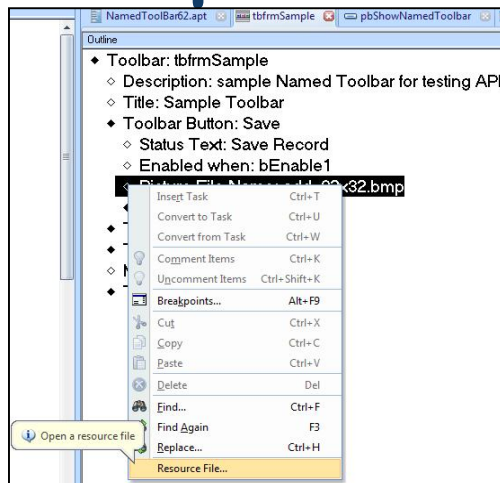 NamedToolBar62.apt tbfrmSample pbShowNamedToolbar
Outline
Toolbar: tbfrmSample
Description: sample Named Toolbar for testing API
Title: Sample Toolbar
Toolbar Button: Save
Status Text: Save Record
Enabled when: bEnable1
32x32.bmp
Insert Task Ctrl+T
Convert to Task Ctrl+U
Convert from Task Ctrl+W
Comment Items Ctrl+K
Uncomment Items Ctrl+Shift+K
Breakpoints... Alt+F9
Cut Ctrl+X
Copy Ctrl+C
Paste Ctrl+V
Delete Del
Find... Ctrl+F
Find Again F3
Replace... Ctrl+H
Resource File...
Open a resource file